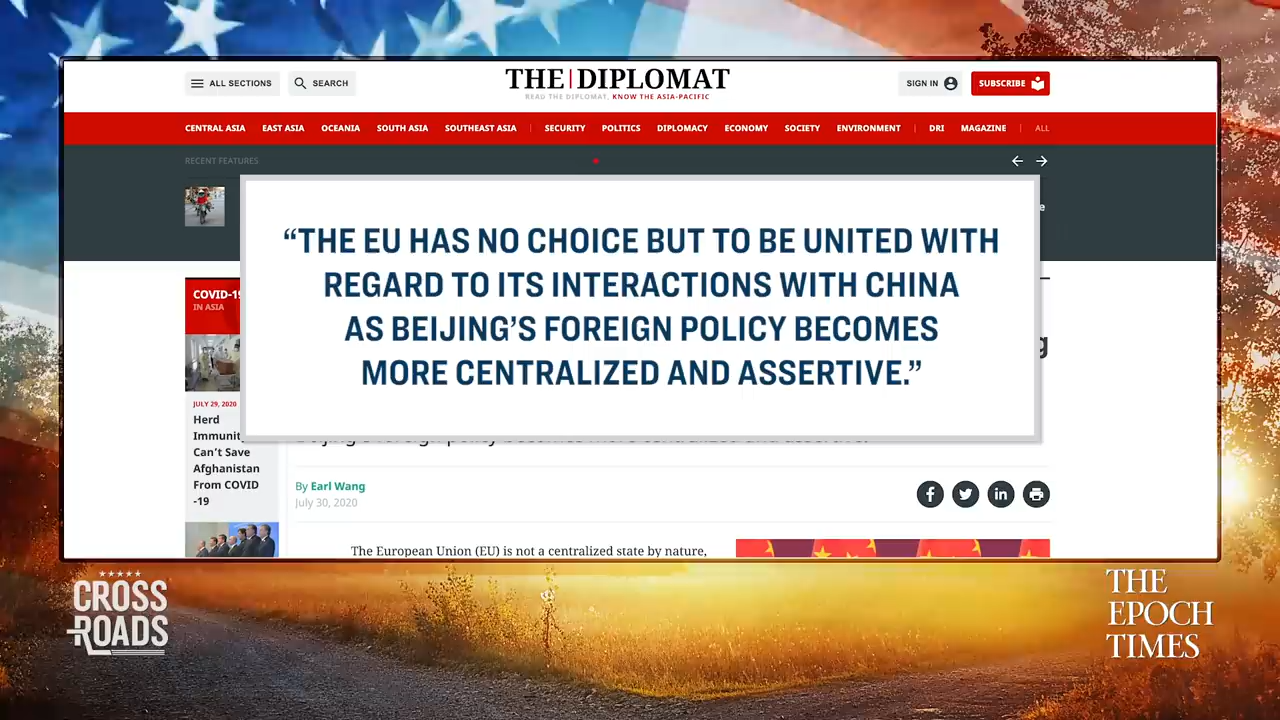 ALL SECTIONS
SEARCH
THE|DIPLOMAT
READ THE DIPLOMAT, KNOW THE ASIA-PACIFIC
SIGN IN
SUBSCRIBE
CENTRAL ASIA EAST ASIA OCEANIA SOUTH ASIA SOUTHEAST ASIA | SECURITY POLITICS DIPLOMACY ECONOMY SOCIETY ENVIRONMENT | DRI MAGAZINE | ALL
RECENT FEATURES
“THE EU HAS NO CHOICE BUT TO BE UNITED WITH
REGARD TO ITS INTERACTIONS WITH CHINA
AS BEIJING’S FOREIGN POLICY BECOMES
MORE CENTRALIZED AND ASSERTIVE.”
COVID-19
IN ASIA
JULY 29, 2020
Herd
Immunity
Can’t Save
Afghanistan
From COVID
-19
By Earl Wang
July 30, 2020
The European Union (EU) is not a centralized state by nature,
CROSS
ROADS
THE
EPOCH
TIMES